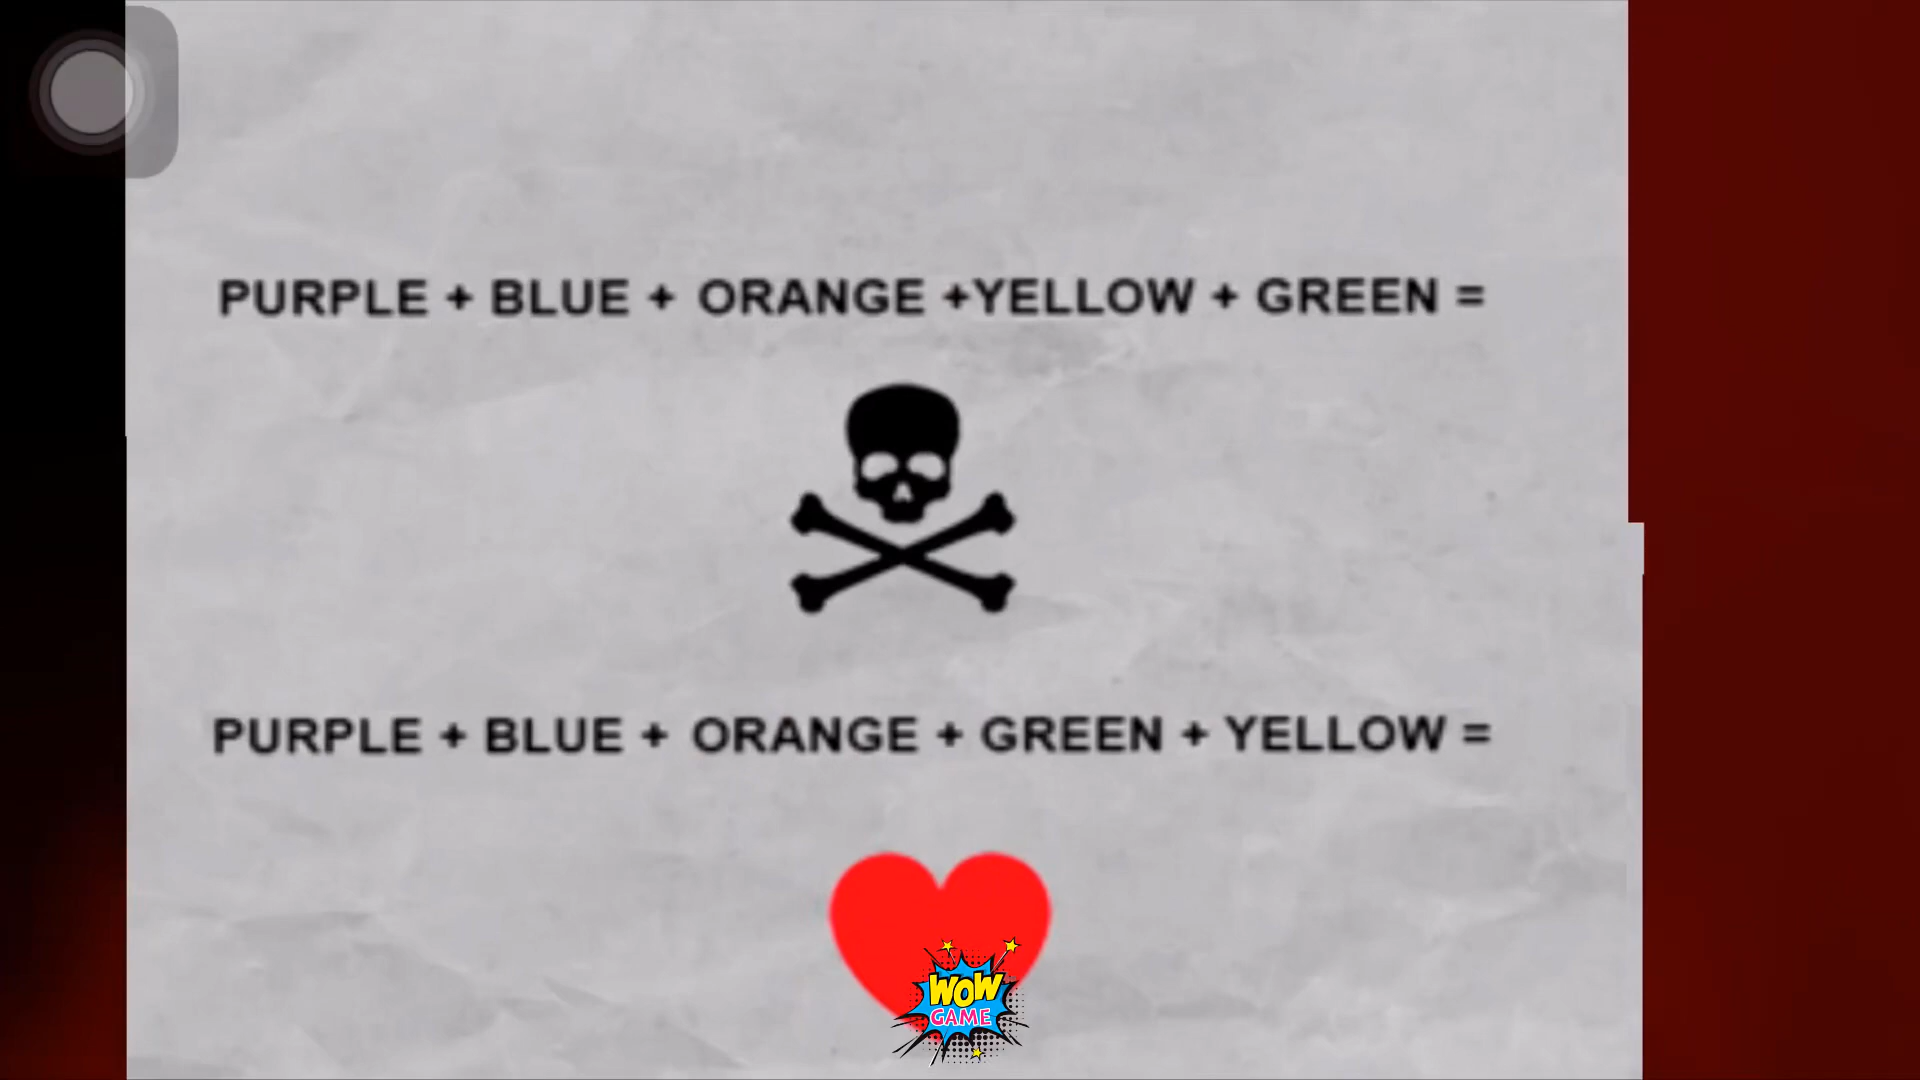 PURPLE + BLUE + ORANGE +YELLOW + GREEN =
PURPLE + BLUE + ORANGE + GREEN + YELLOW =
WOW
GAME